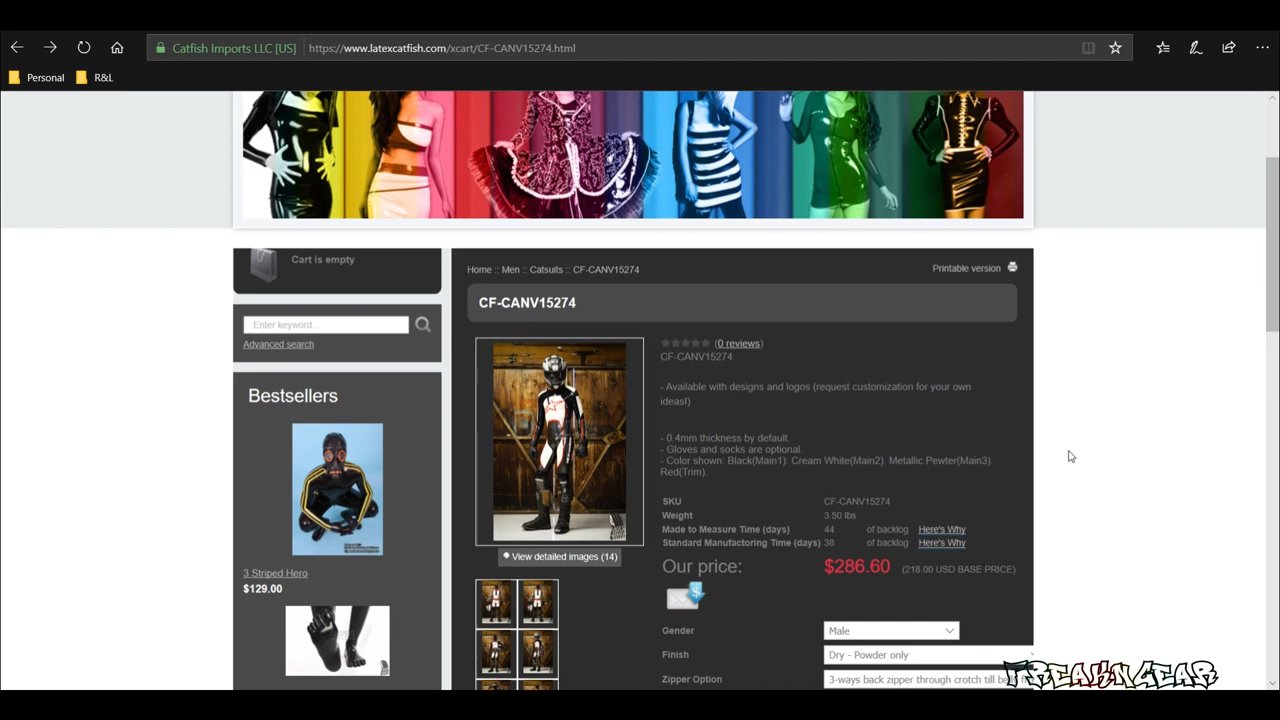 Catfish Imports LLC [US]
https://www.latexcatfish.com/xcart/CF-CANV15274.html
Personal
R&L
Cart is empty
Enter keyword...
Advanced search
Bestsellers
3 Striped Hero
$129.00
Home :: Men :: Catsuits :: CF-CANV15274
Printable version
CF-CANV15274
(0 reviews)
CF-CANV15274
- Available with designs and logos (request customization for your own
ideas!)
- 0.4mm thickness by default.
- Gloves and socks are optional.
- Color shown: Black(Main1). Cream White(Main2). Metallic Pewter(Main3).
Red(Trim).
SKU CF-CANV15274
Weight 3.50 lbs
Made to Measure Time (days) 44 of backlog Here's Why
Standard Manufactoring Time (days) 38 of backlog Here's Why
Our price: $286.60 (218.00 USD BASE PRICE)
View detailed images (14)
Gender Male
Finish Dry - Powder only
Zipper Option 3-ways back zipper through crotch till
FREAKNGEAR